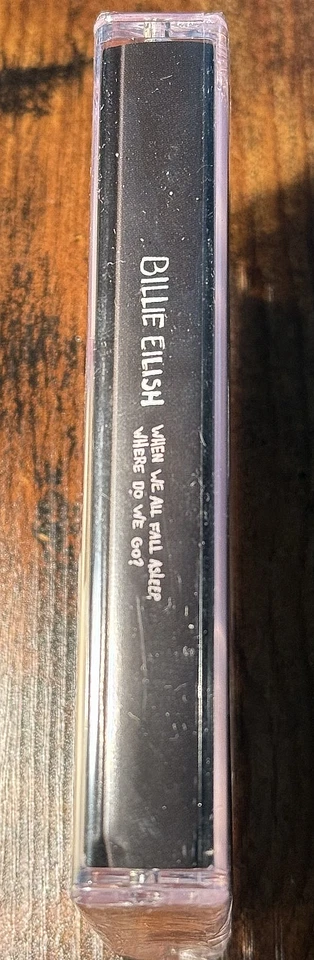 BILLIE EILISH
WHEN WE ALL FALL ASLEEP
WHERE DO WE GO?